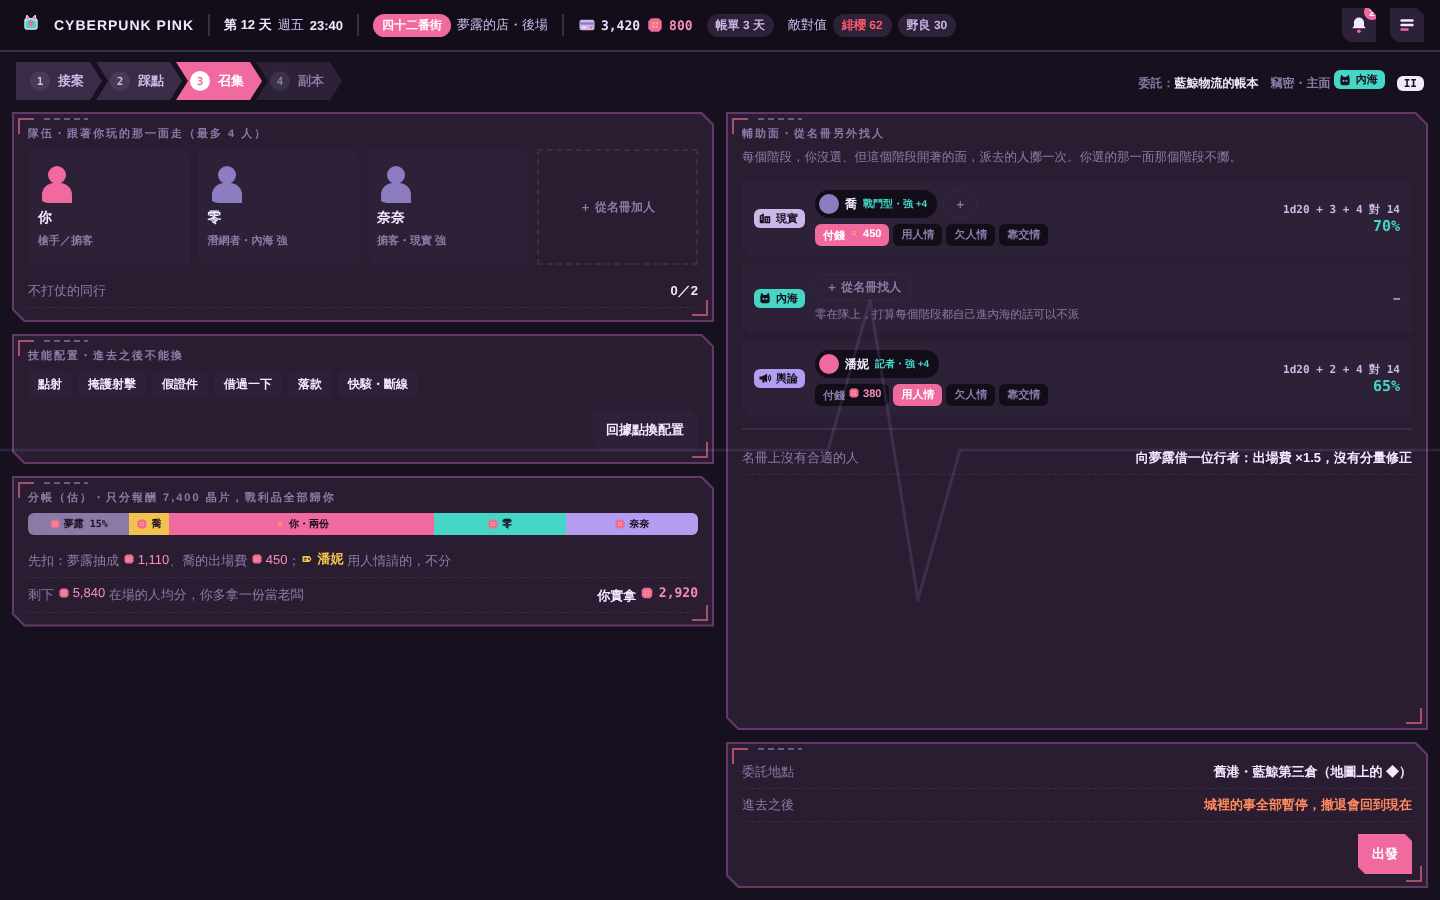 CYBERPUNK PINK
第 12 天 週五 23:40
四十二番街 夢露的店・後場
3,420 800
帳單 3 天
敵對值 緋櫻 62 野良 30
1 接案
2 踩點
3 召集
4 副本
委託：藍鯨物流的帳本 竊密・主面 內海 II
隊伍・跟著你玩的那一面走（最多 4 人）
你
槍手／掮客
零
潛網者・內海 強
奈奈
掮客・現實 強
＋ 從名冊加人
不打仗的同行 0／2
技能配置・進去之後不能換
點射 掩護射擊 假證件 借過一下 落款 快駭・斷線
回據點換配置
分帳（估）・只分報酬 7,400 晶片，戰利品全部歸你
夢露 15% 喬 你・兩份 零 奈奈
先扣：夢露抽成 1,110、喬的出場費 450； 潘妮 用人情請的，不分
剩下 5,840 在場的人均分，你多拿一份當老闆 你實拿 2,920
輔助面・從名冊另外找人
每個階段，你沒選、但這個階段開著的面，派去的人擲一次。你選的那一面那個階段不擲。
現實
喬 戰鬥型・強 +4 ＋
付錢 450 用人情 欠人情 靠交情
1d20 + 3 + 4 對 14
70%
內海
＋ 從名冊找人
零在隊上，打算每個階段都自己進內海的話可以不派
—
輿論
潘妮 記者・強 +4
付錢 380 用人情 欠人情 靠交情
1d20 + 2 + 4 對 14
65%
名冊上沒有合適的人 向夢露借一位行者：出場費 ×1.5，沒有分量修正
委託地點 舊港・藍鯨第三倉（地圖上的 ◆）
進去之後 城裡的事全部暫停，撤退會回到現在
出發